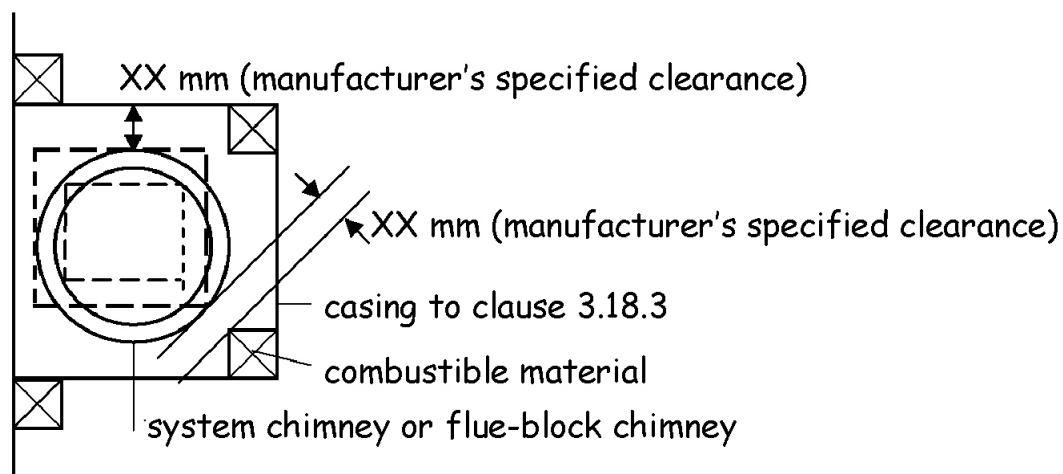 XX mm (manufacturer's specified clearance)
XX mm (manufacturer's specified clearance)
casing to clause 3.18.3
combustible material
system chimney or flue-block chimney